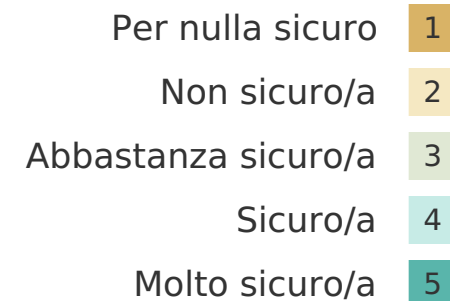 Per nulla sicuro 1
Non sicuro/a 2
Abbastanza sicuro/a 3
Sicuro/a 4
Molto sicuro/a 5